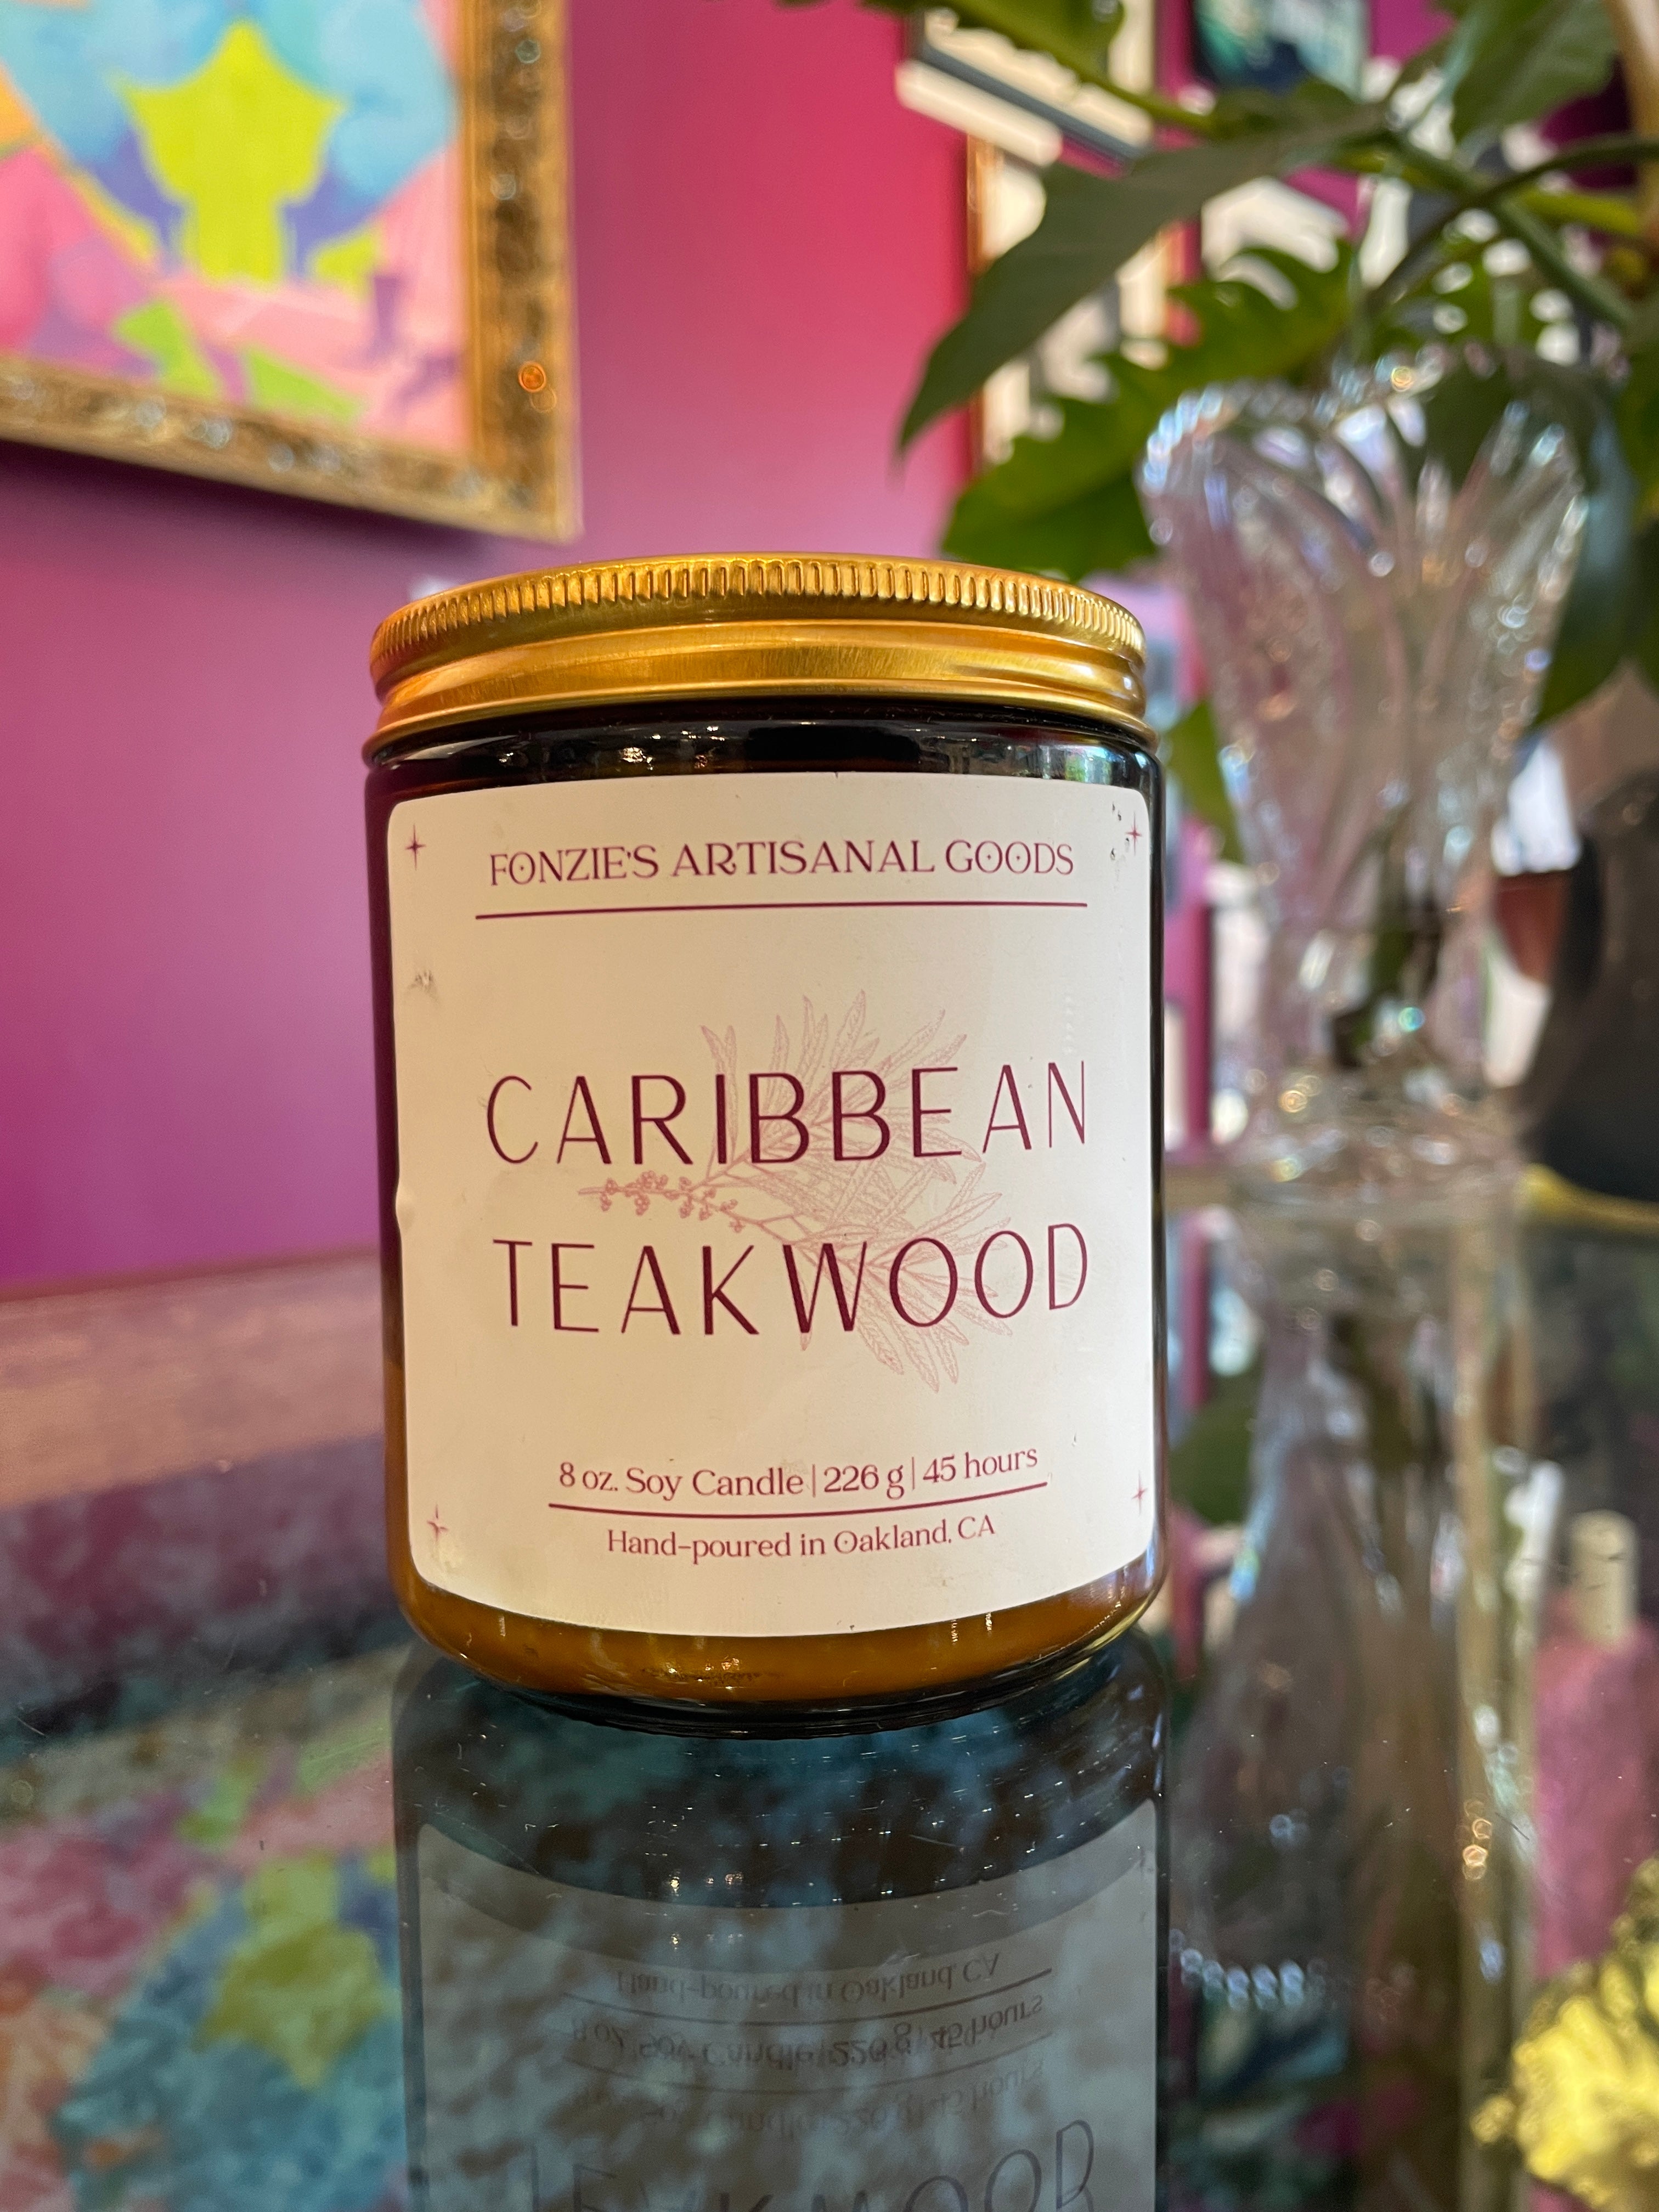 FONZIE'S ARTISANAL GOODS
CARIBBEAN
TEAKWOOD
8 oz. Soy Candle | 226 g | 45 hours
Hand-poured in Oakland, CA